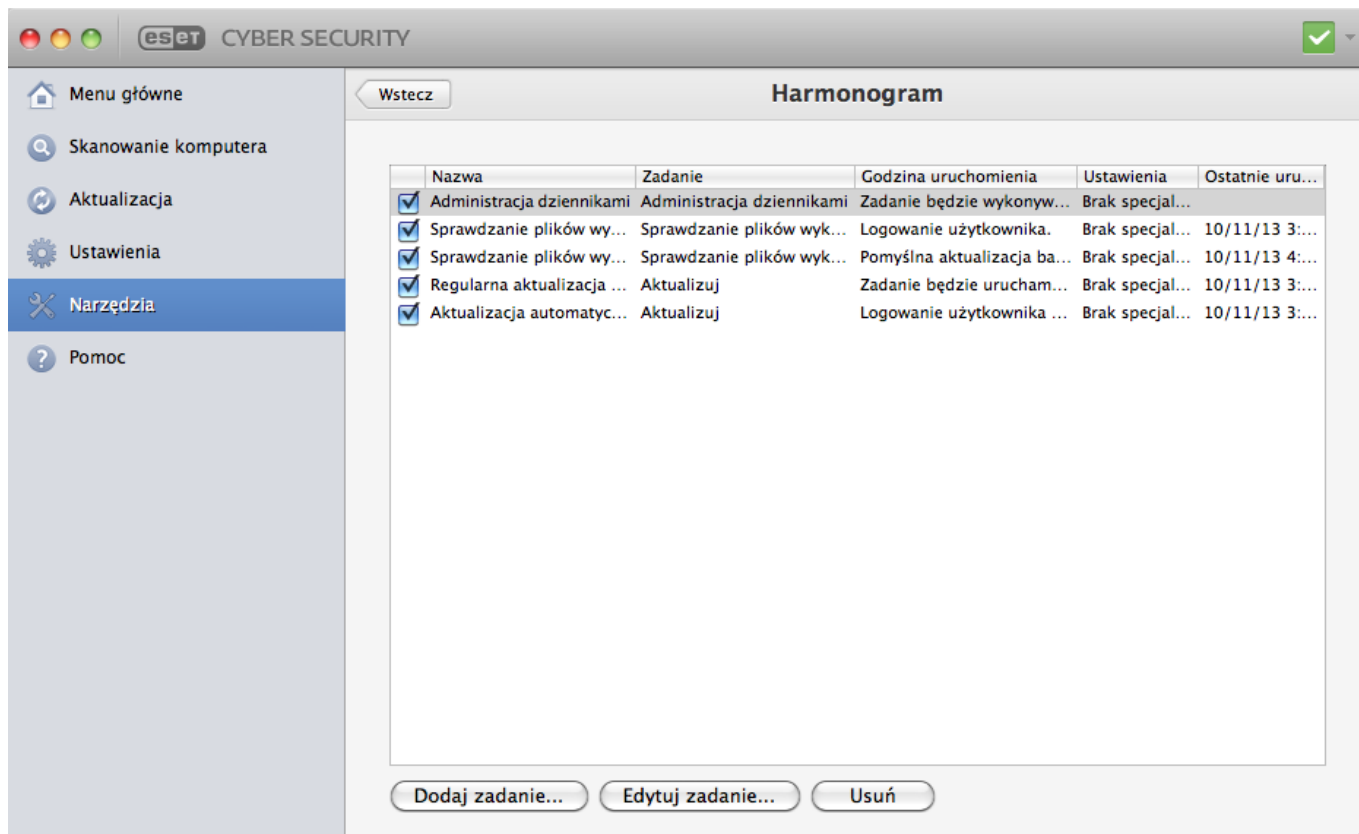 eset CYBER SECURITY
Menu główne
Skanowanie komputera
Aktualizacja
Ustawienia
Narzędzia
Pomoc
Wstecz Harmonogram
Nazwa Zadanie Godzina uruchomienia Ustawienia Ostatnie uru...
Administracja dziennikami Administracja dziennikami Zadanie będzie wykonyw... Brak specjal...
Sprawdzanie plików wy... Sprawdzanie plików wyk... Logowanie użytkownika. Brak specjal... 10/11/13 3:...
Sprawdzanie plików wy... Sprawdzanie plików wyk... Pomyślna aktualizacja ba... Brak specjal... 10/11/13 4:...
Regularna aktualizacja ... Aktualizuj Zadanie będzie urucham... Brak specjal... 10/11/13 3:...
Aktualizacja automatyc... Aktualizuj Logowanie użytkownika ... Brak specjal... 10/11/13 3:...
Dodaj zadanie... Edytuj zadanie... Usuń